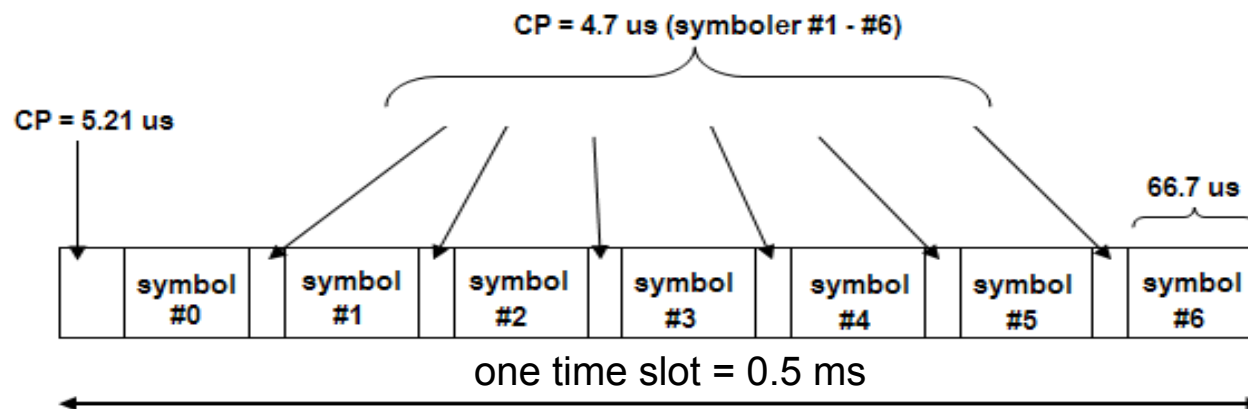 CP = 4.7 us (symboler #1 - #6)
CP = 5.21 us
66.7 us
symbol
#0
symbol
#1
symbol
#2
symbol
#3
symbol
#4
symbol
#5
symbol
#6
one time slot = 0.5 ms